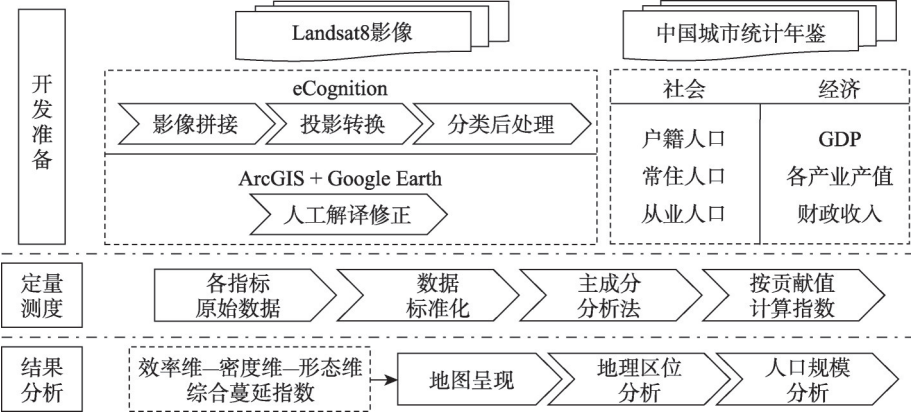 Landsat8影像
中国城市统计年鉴
开发准备
eCognition
影像拼接
投影转换
分类后处理
ArcGIS + Google Earth
人工解译修正
社会
经济
户籍人口
GDP
常住人口
各产业产值
从业人口
财政收入
定量
测度
各指标
原始数据
数据
标准化
主成分
分析法
按贡献值
计算指数
结果
分析
效率维—密度维—形态维
综合蔓延指数
地图呈现
地理区位
分析
人口规模
分析